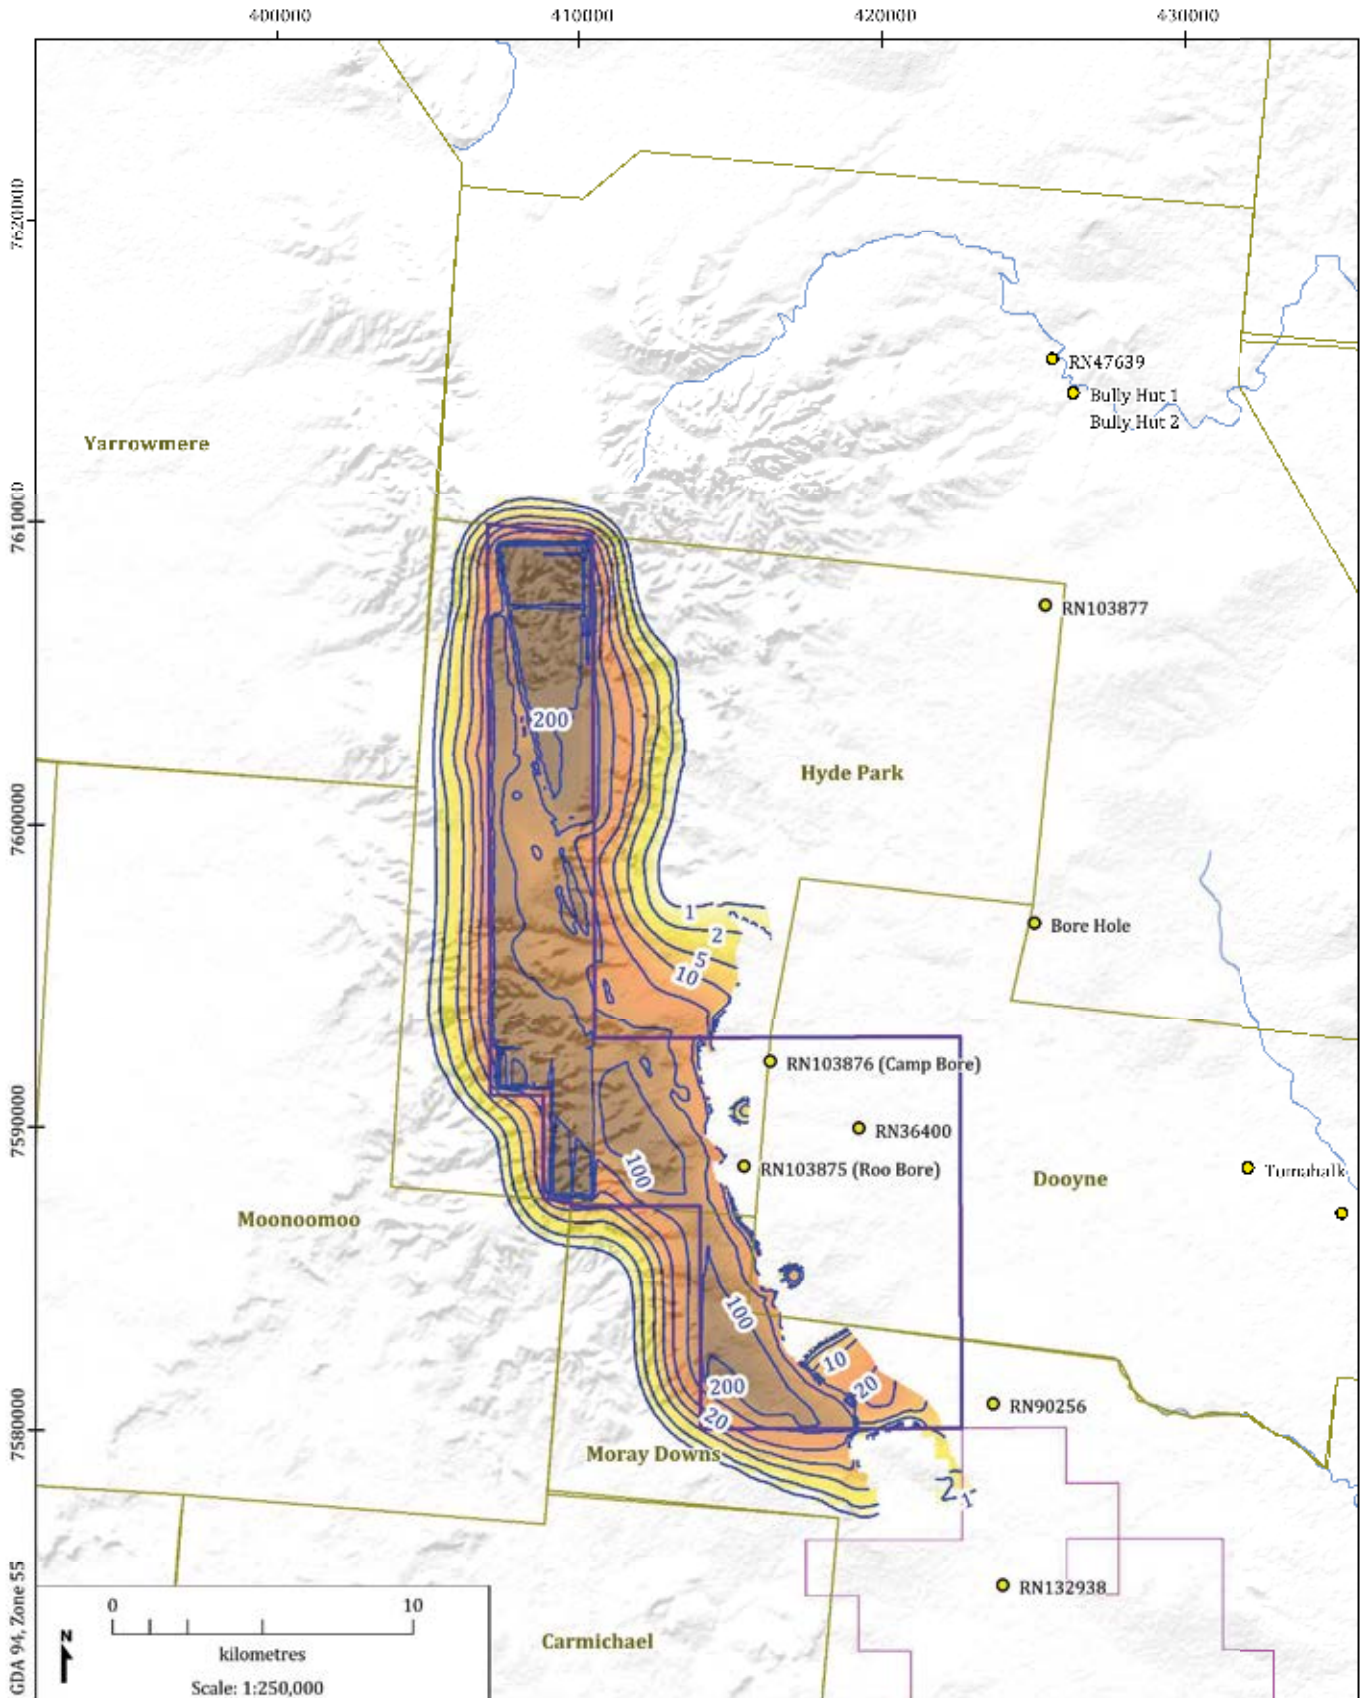 400000 410000 420000 430000
7620000
RN47639
Bully Hut 1
Bully Hut 2
Yarrowmere
7610000
RN103877
200
Hyde Park
7600000
1
2
5
10
Bore Hole
RN103876 (Camp Bore)
7590000
RN36400
100
RN103875 (Roo Bore)
Tumahalk
Dooyne
Moonoomoo
100
10
200
20
20
RN90256
7580000
Moray Downs
2
1
GDA 94, Zone 55
RN132938
0 10
N
kilometres
Carmichael
Scale: 1:250,000